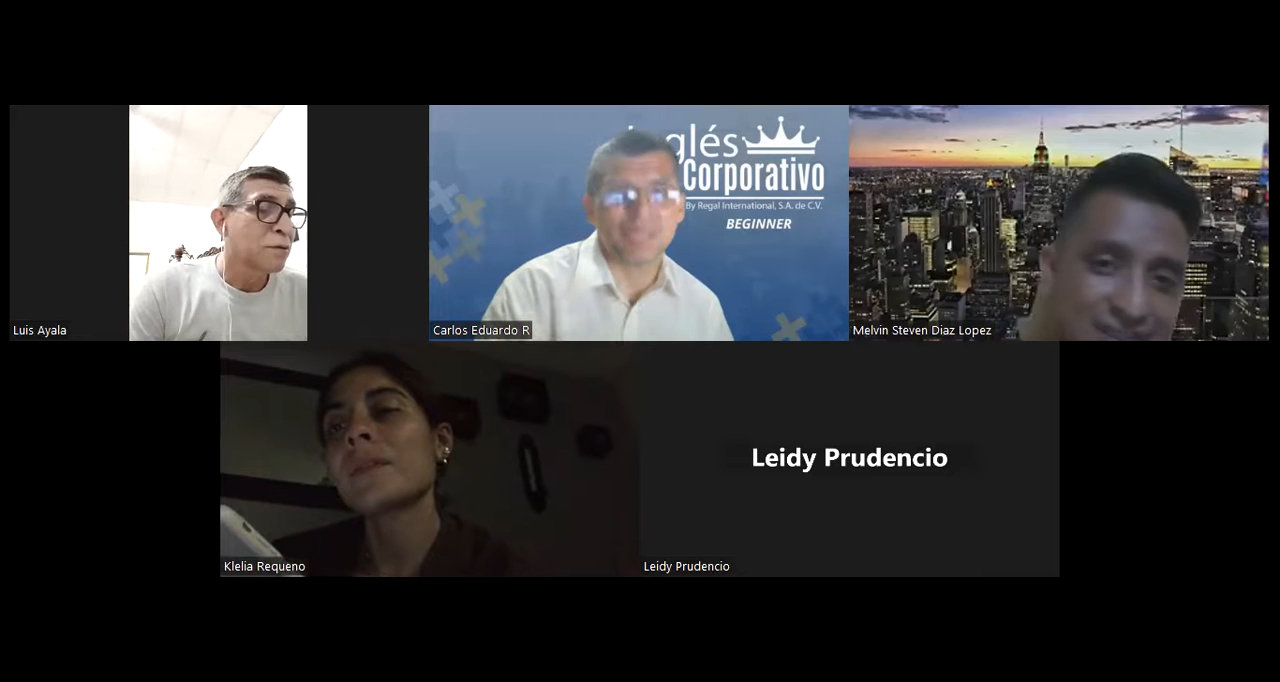 glés
Corporativo
By Regal International, S.A. de C.V.
BEGINNER
Luis Ayala
Carlos Eduardo R
Melvin Steven Diaz Lopez
Leidy Prudencio
Klelia Requeno
Leidy Prudencio